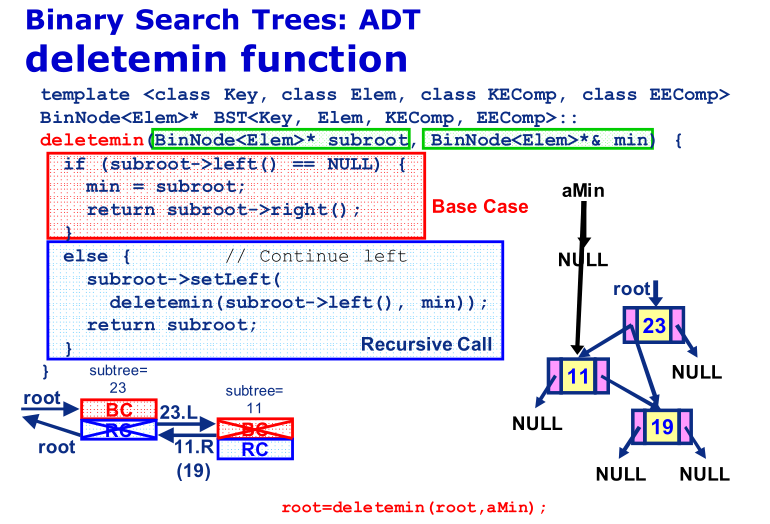 Binary Search Trees: ADT
deletemin function
template <class Key, class Elem, class KEComp, class EEComp>
BinNode<Elem>* BST<Key, Elem, KEComp, EEComp>::
deletemin(BinNode<Elem>* subroot, BinNode<Elem>*& min) {
if (subroot->left() == NULL) {
min = subroot;
return subroot->right();
}
Base Case
else { // Continue left
subroot->setLeft(
deletemin(subroot->left(), min));
return subroot;
}
Recursive Call
}
aMin
NULL
root
23
11
NULL
NULL
19
NULL
NULL
subtree=
23
subtree=
11
root
BC
23.L
BC
root
RC
11.R
RC
(19)
root=deletemin(root,aMin);